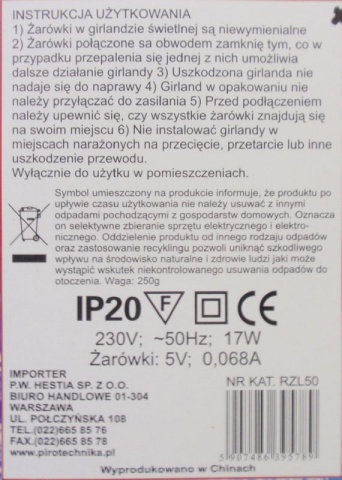 INSTRUKCJA UŻYTKOWANIA
1) Żarówki w girlandzie świetlnej są niewymienialne
2) Żarówki połączone sa obwodem zamknię tym, co w
przypadku przepalenia się jednej z nich umożliwia
dalsze działanie girlandy 3) Uszkodzona girlanda nie
nadaje się do naprawy 4) Girland w opakowaniu nie
należy przyłączać do zasilania 5) Przed podłączeniem
należy upewnić się, czy wszystkie żarówki znajdują się
na swoim miejscu 6) Nie instalować girlandy w
miejscach narażonych na przecięcie, przetarcie lub inne
uszkodzenie przewodu.
Wyłącznie do użytku w pomieszczeniach.
Symbol umieszczony na produkcie informuje, że produktu po
upływie czasu użytkowania nie należy usuwać z innymi
odpadami pochodzącymi z gospodarstw domowych. Oznacza
on selektywne zbieranie sprzętu elektrycznego i elektro-
nicznego. Oddzielenie produktu od innego rodzaju odpadów
oraz zastosowanie recyklingu pozwoli uniknąć szkodliwego
wpływu na środowisko naturalne i zdrowie ludzi jaki może
wystąpić wskutek niekontrolowanego usuwania odpadów do
otoczenia. Waga: 250g
IP20 F CE
230V; ~50Hz; 17W
Żarówki: 5V; 0,068A
IMPORTER
P.W. HESTIA SP. Z O.O.
BIURO HANDLOWE 01-304
WARSZAWA
UL. POŁCZYŃSKA 108
TEL.(022)665 85 76
FAX.(022)665 85 78
www.pirotechnika.pl
NR KAT. RZL50
5 907486 395789
Wyprodukowano w Chinach